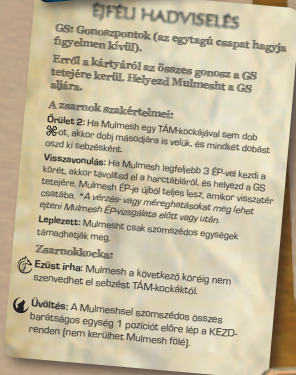 ÉJFÉLI HADVISELÉS
GS: Gonoszpontok (az egytagú csapat hagyja
figyelmen kívül).
Erről a kártyáról az összes gonosz a GS
tetejére kerül. Helyezd Mulmesht a GS
aljára.
A zsarnok szakértelmei:
Őrület 2: Ha Mulmesh egy TÁM-kockájával sem dob
-ot, akkor dobj másodjára is velük, és mindkét dobást
oszd ki sebzésként.
Visszavonulás: Ha Mulmesh legfeljebb 3 ÉP-vel kezdi a
körét, akkor távolítsd el a harctábláról, és helyezd a GS
tetejére. Mulmesh ÉP-je újból teljes lesz, amikor visszatér
csatába. *A vérzés- vagy méreghatásokat meg lehet
ejteni Mulmesh ÉP-vizsgálata előtt vagy után.
Leplezett: Mulmesht csak szomszédos egységek
támadhatják meg.
Zsarnokkocka:
Ezüst irha: Mulmesh a következő köréig nem
szenvedhet el sebzést TÁM-kockáktól.
Üvöltés: A Mulmeshsel szomszédos összes
barátságos egység 1 pozíciót előre lép a KEZD-
renden (nem kerülhet Mulmesh fölé).